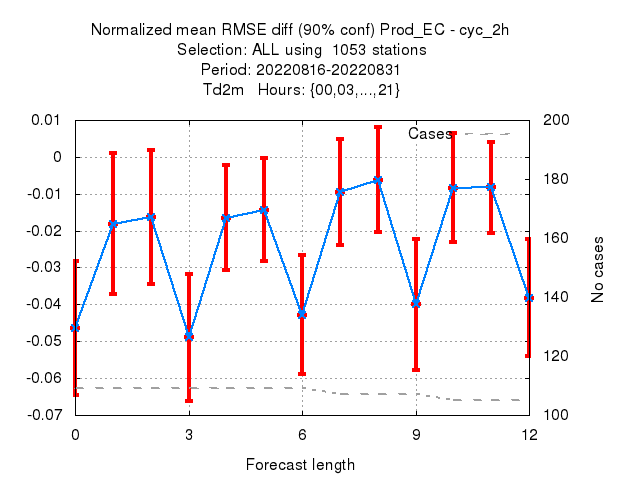 Normalized mean RMSE diff (90% conf) Prod_EC - cyc_2h
Selection: ALL using  1053 stations
Period: 20220816-20220831
Td2m   Hours: {00,03,...,21}
0.01
0
-0.01
-0.02
-0.03
-0.04
-0.05
-0.06
-0.07
Cases
200
180
160
140
120
100
No cases
0 3 6 9 12
Forecast length